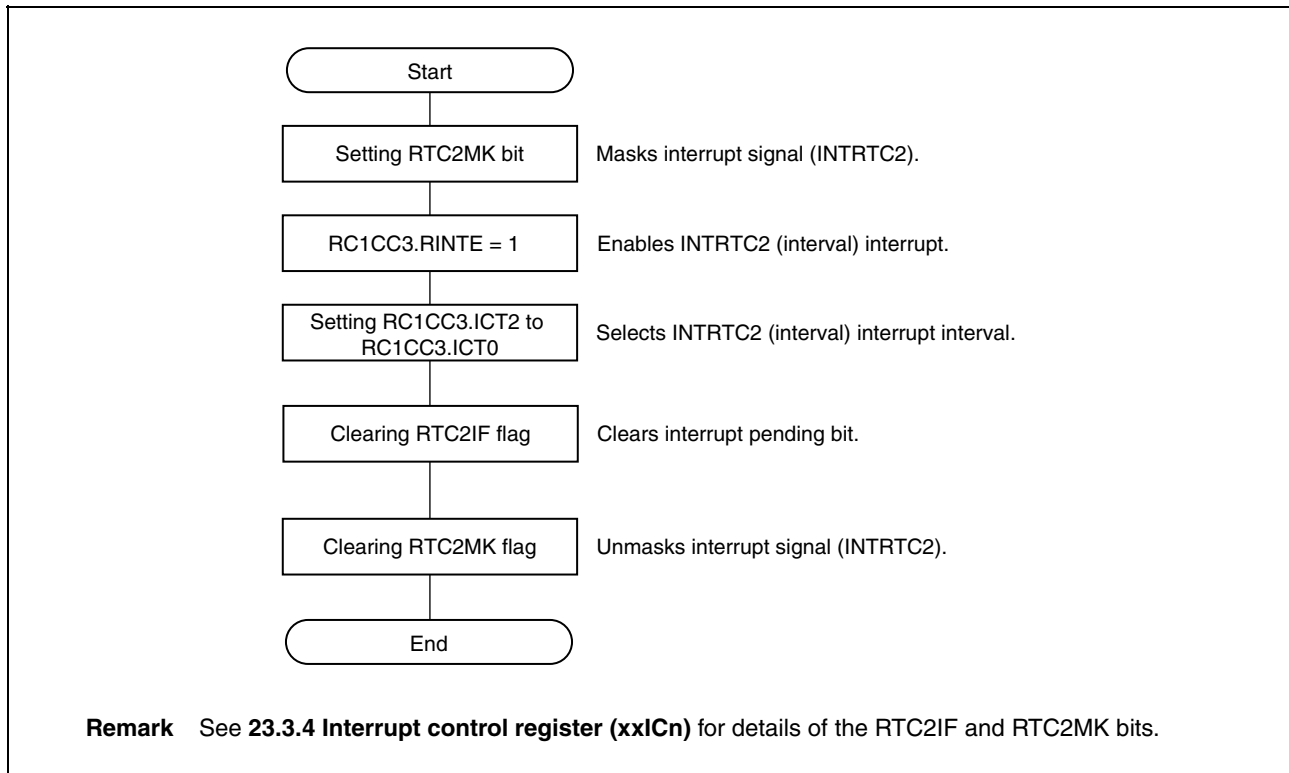 Start
Setting RTC2MK bit
Masks interrupt signal (INTRTC2).
RC1CC3.RINTE = 1
Enables INTRTC2 (interval) interrupt.
Setting RC1CC3.ICT2 to
RC1CC3.ICT0
Selects INTRTC2 (interval) interrupt interval.
Clearing RTC2IF flag
Clears interrupt pending bit.
Clearing RTC2MK flag
Unmasks interrupt signal (INTRTC2).
End
Remark See 23.3.4 Interrupt control register (xxICn) for details of the RTC2IF and RTC2MK bits.